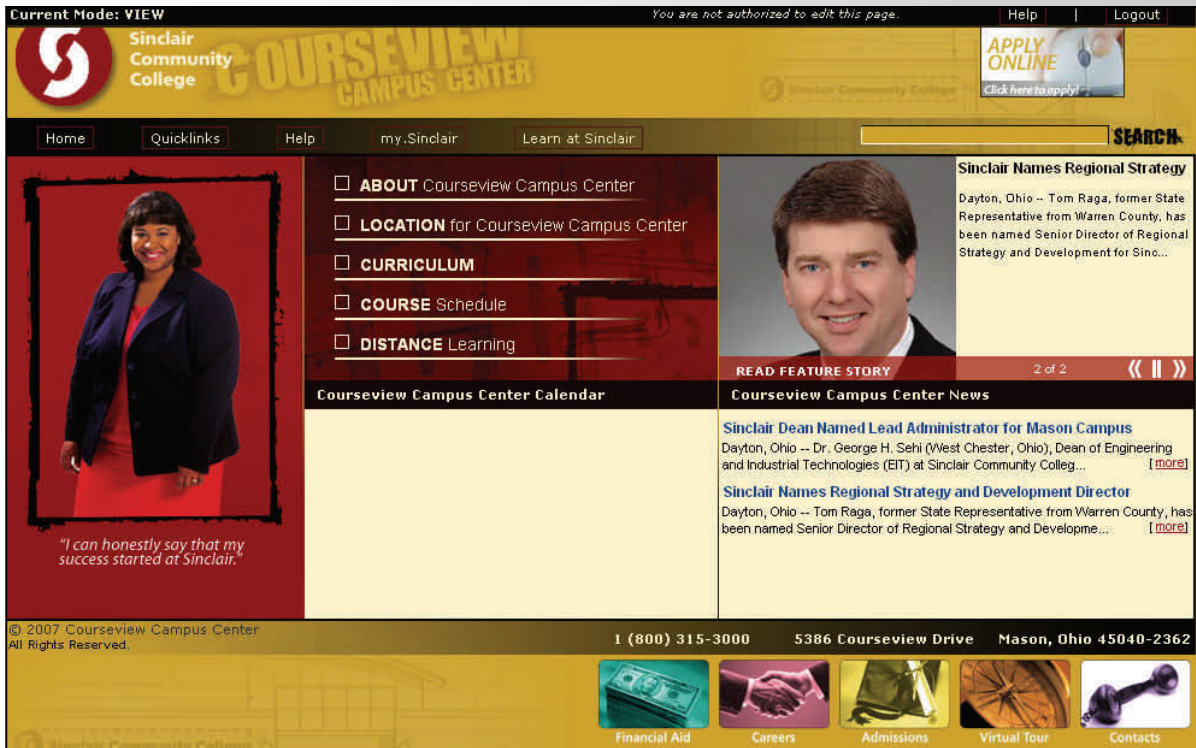 Current Mode: VIEW
You are not authorized to edit this page.
Help | Logout
Sinclair
Community
College
COURSEVIEW
CAMPUS CENTER
Sinclair Community College
APPLY
ONLINE
Click here to apply!
Home
Quicklinks
Help
my.Sinclair
Learn at Sinclair
SEARCH
ABOUT Courseview Campus Center
LOCATION for Courseview Campus Center
CURRICULUM
COURSE Schedule
DISTANCE Learning
Sinclair Names Regional Strategy
Dayton, Ohio -- Tom Raga, former State
Representative from Warren County, has
been named Senior Director of Regional
Strategy and Development for Sinc...
READ FEATURE STORY
2 of 2
"I can honestly say that my
success started at Sinclair."
Courseview Campus Center Calendar
Courseview Campus Center News
Sinclair Dean Named Lead Administrator for Mason Campus
Dayton, Ohio -- Dr. George H. Sehi (West Chester, Ohio), Dean of Engineering
and Industrial Technologies (EIT) at Sinclair Community Colleg... [more]
Sinclair Names Regional Strategy and Development Director
Dayton, Ohio -- Tom Raga, former State Representative from Warren County, has
been named Senior Director of Regional Strategy and Developme... [more]
© 2007 Courseview Campus Center
All Rights Reserved.
1 (800) 315-3000
5386 Courseview Drive
Mason, Ohio 45040-2362
Financial Aid
Careers
Admissions
Virtual Tour
Contacts
Sinclair Community College